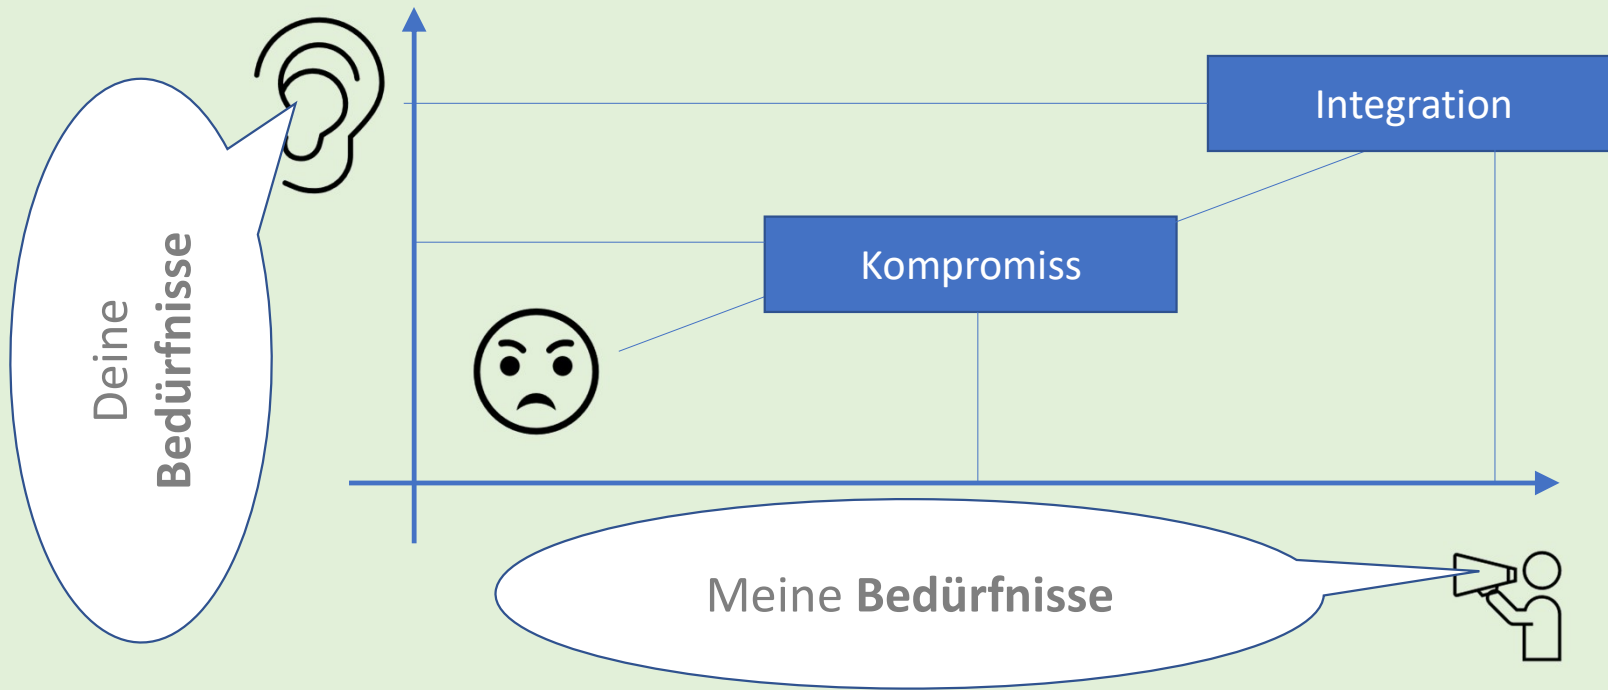 Integration
Kompromiss
Deine
Bedürfnisse
Meine Bedürfnisse